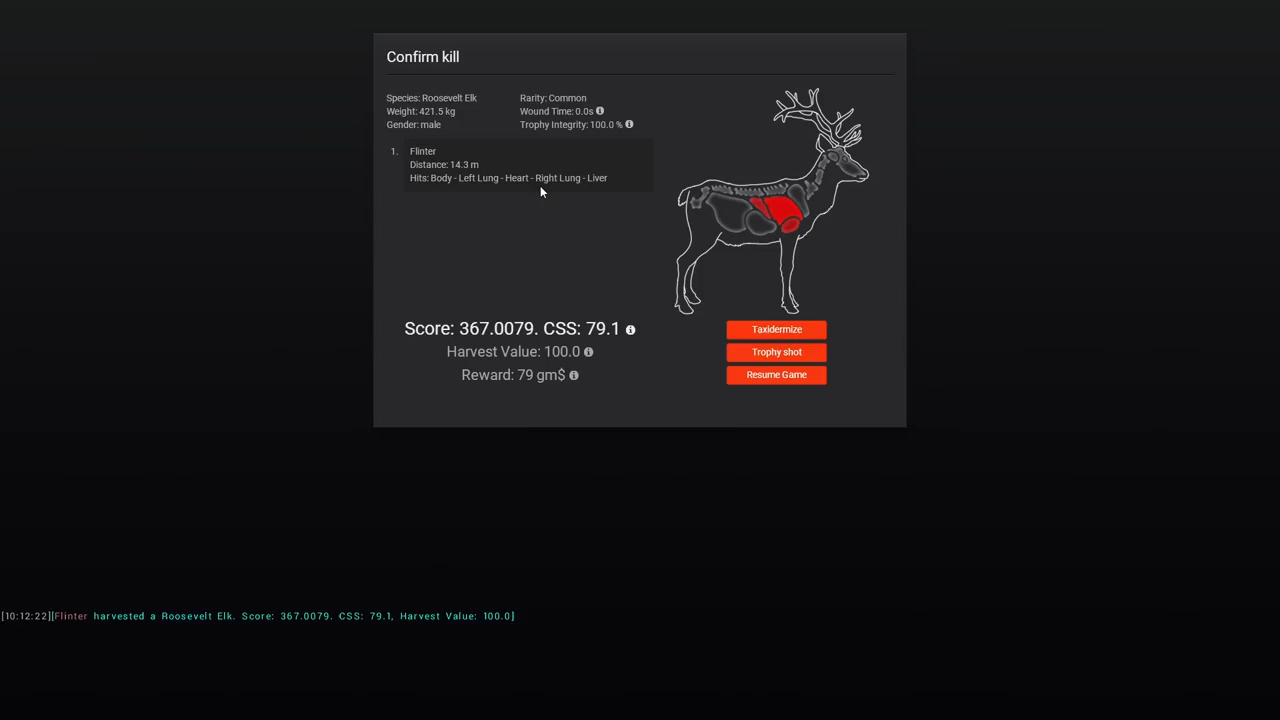 Confirm kill
Species: Roosevelt Elk
Weight: 421.5 kg
Gender: male
Rarity: Common
Wound Time: 0.0s
Trophy Integrity: 100.0 %
1. Flinter
Distance: 14.3 m
Hits: Body - Left Lung - Heart - Right Lung - Liver
Score: 367.0079. CSS: 79.1
Harvest Value: 100.0
Reward: 79 gm$
Taxidermize
Trophy shot
Resume Game
[10:12:22][Flinter harvested a Roosevelt Elk. Score: 367.0079. CSS: 79.1, Harvest Value: 100.0]